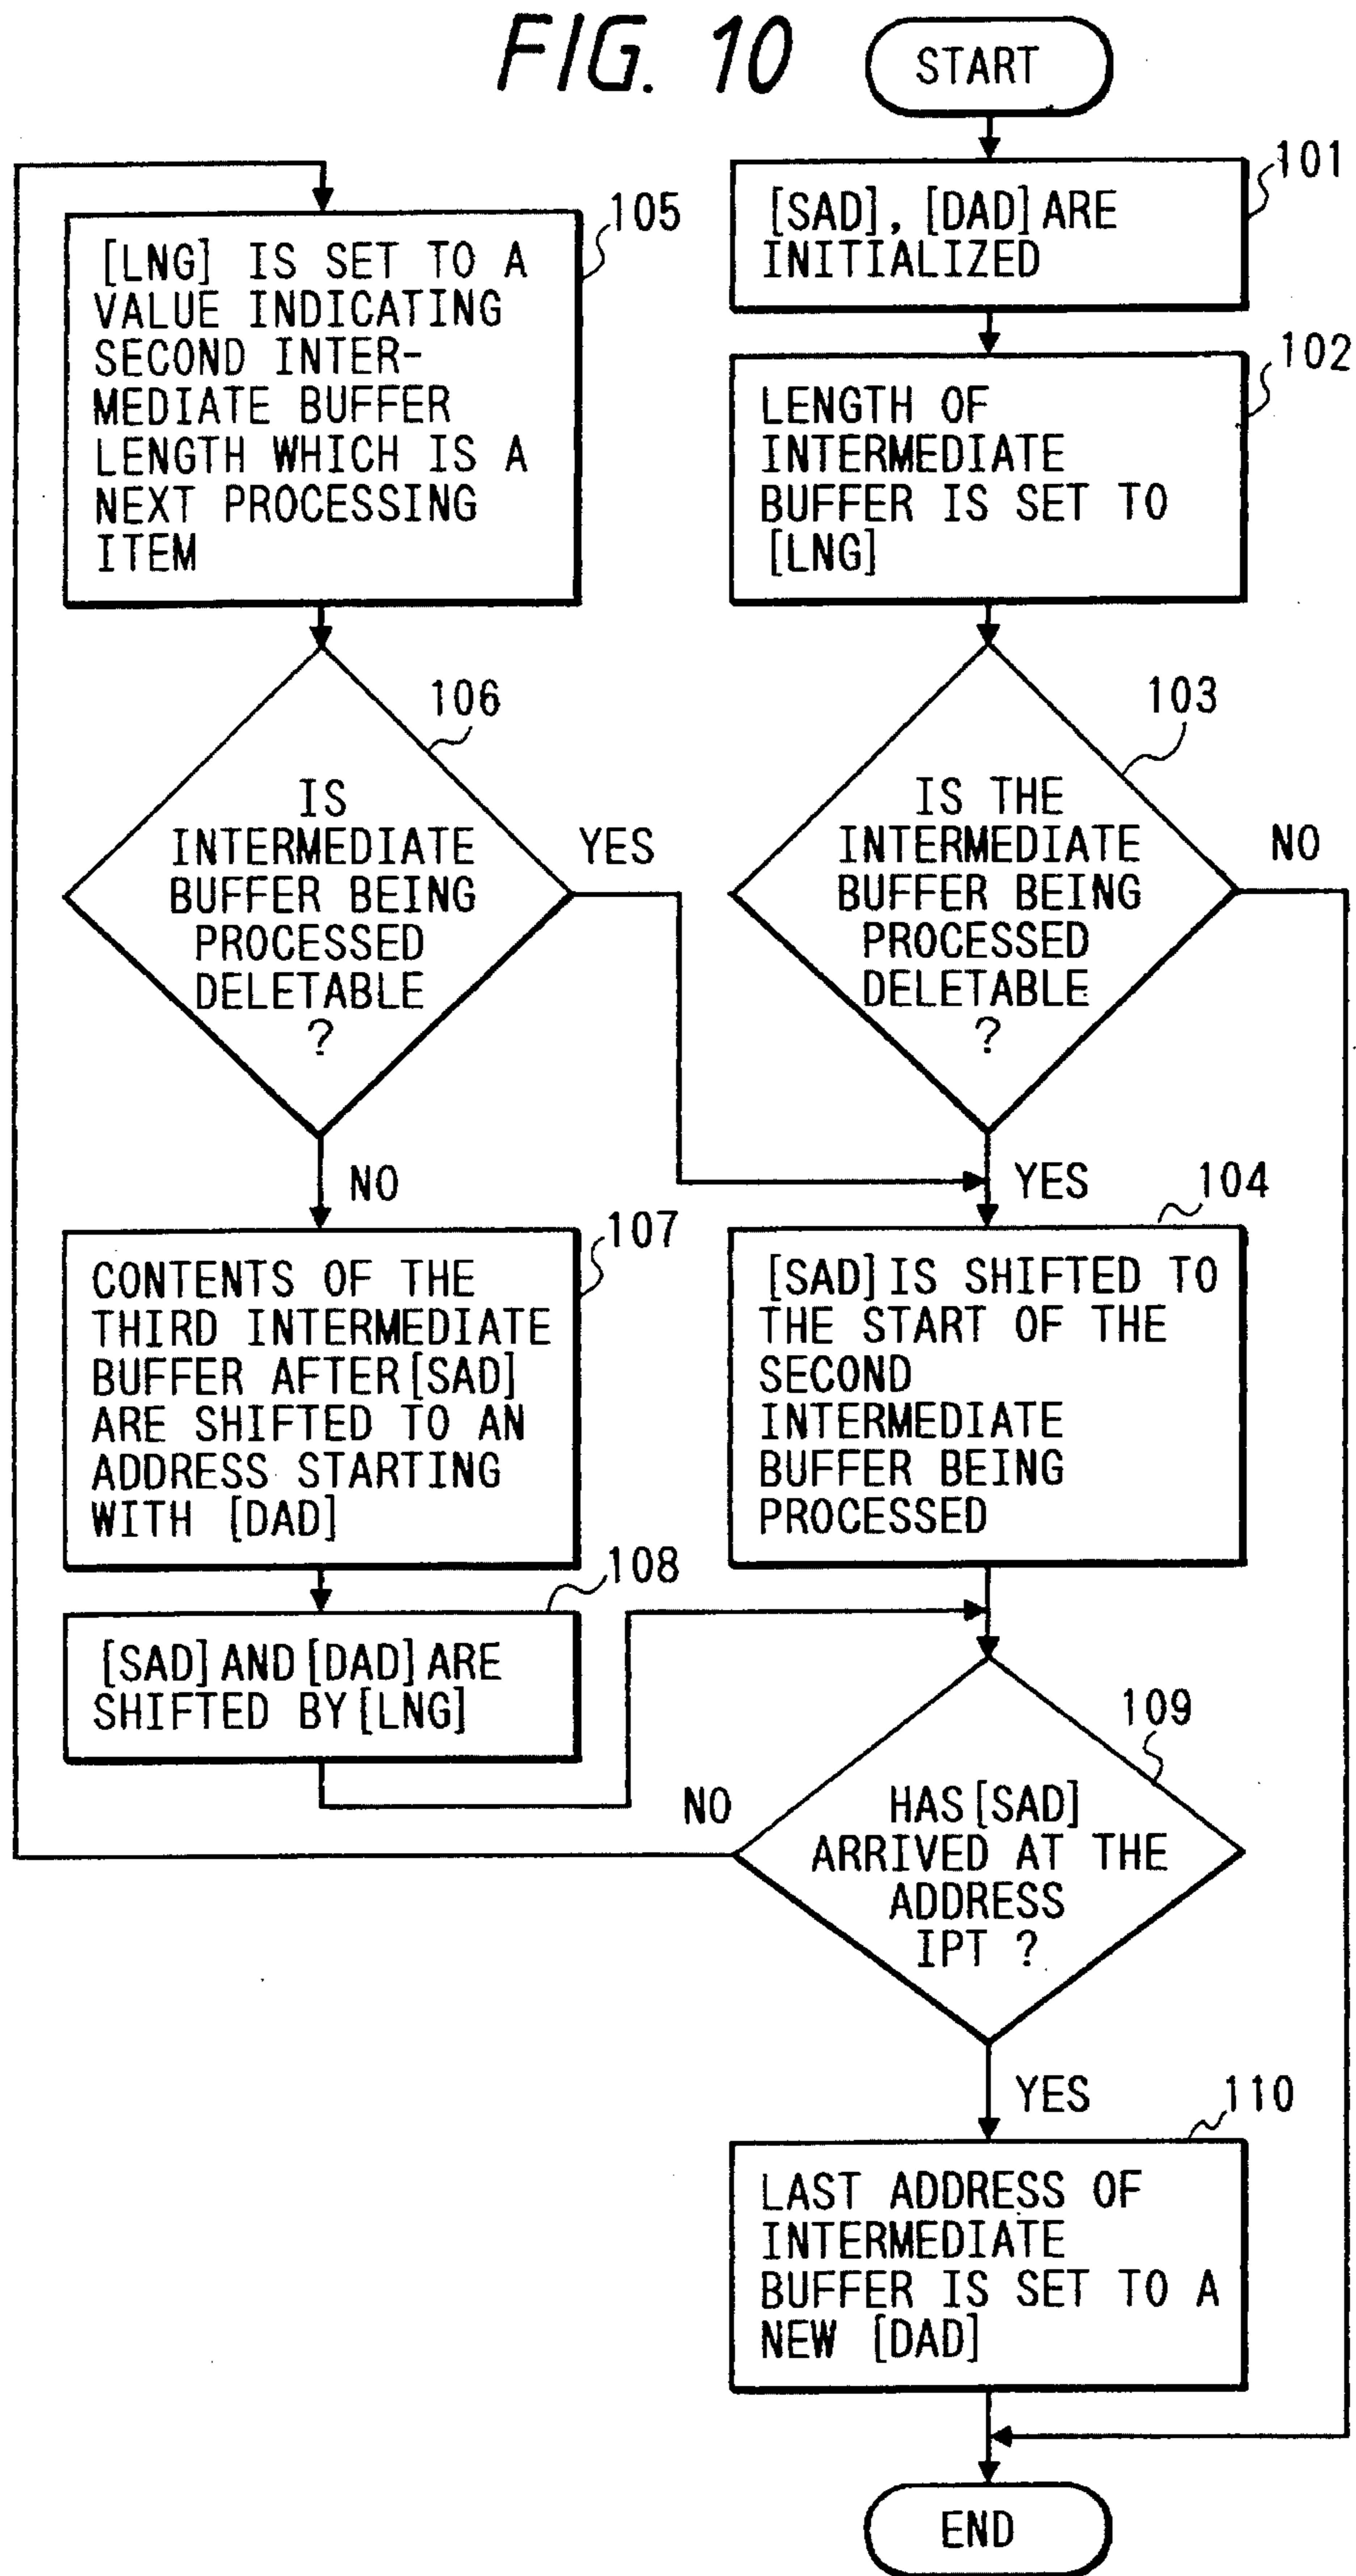 FIG. 10
START
101
[SAD], [DAD] ARE
INITIALIZED
102
LENGTH OF
INTERMEDIATE
BUFFER IS SET TO
[LNG]
103
IS THE
INTERMEDIATE
BUFFER BEING
PROCESSED
DELETABLE
?
NO
YES
104
[SAD] IS SHIFTED TO
THE START OF THE
SECOND
INTERMEDIATE
BUFFER BEING
PROCESSED
105
[LNG] IS SET TO A
VALUE INDICATING
SECOND INTER-
MEDIATE BUFFER
LENGTH WHICH IS A
NEXT PROCESSING
ITEM
106
IS
INTERMEDIATE
BUFFER BEING
PROCESSED
DELETABLE
?
YES
NO
107
CONTENTS OF THE
THIRD INTERMEDIATE
BUFFER AFTER [SAD]
ARE SHIFTED TO AN
ADDRESS STARTING
WITH [DAD]
108
[SAD] AND [DAD] ARE
SHIFTED BY [LNG]
109
HAS [SAD]
ARRIVED AT THE
ADDRESS
IPT ?
NO
YES
110
LAST ADDRESS OF
INTERMEDIATE
BUFFER IS SET TO A
NEW [DAD]
END